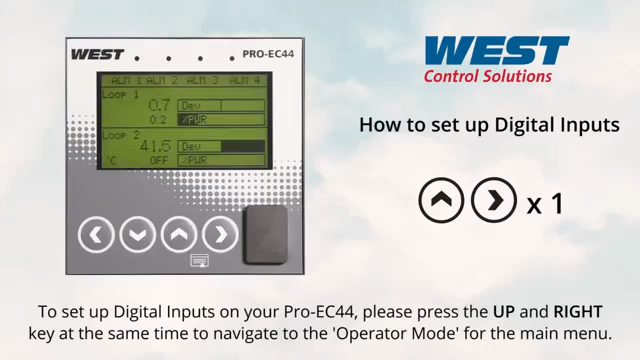 WEST
PRO-EC44
ALM 1 ALM 2 ALM 3 ALM 4
Loop 1
0.7 Dev
0.2 %PWR
Loop 2
41.5 Dev
°C OFF %PWR
WEST
Control Solutions
How to set up Digital Inputs
x 1
To set up Digital Inputs on your Pro-EC44, please press the UP and RIGHT
key at the same time to navigate to the 'Operator Mode' for the main menu.